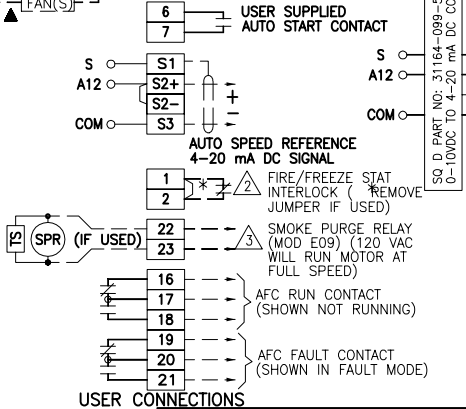 FAN(S)
6
7
USER SUPPLIED
AUTO START CONTACT
S
S1
A12
S2+
S2-
COM
S3
+
-
AUTO SPEED REFERENCE
4-20 mA DC SIGNAL
S
A12
COM
SQ D PART NO: 31164-099-5
0-10VDC TO 4-20 mA DC CO
1
2
*
2
FIRE/FREEZE STAT
INTERLOCK ( *REMOVE
JUMPER IF USED)
TS
SPR
(IF USED)
22
23
3
SMOKE PURGE RELAY
(MOD E09) (120 VAC
WILL RUN MOTOR AT
FULL SPEED)
16
17
18
AFC RUN CONTACT
(SHOWN NOT RUNNING)
19
20
21
AFC FAULT CONTACT
(SHOWN IN FAULT MODE)
USER CONNECTIONS